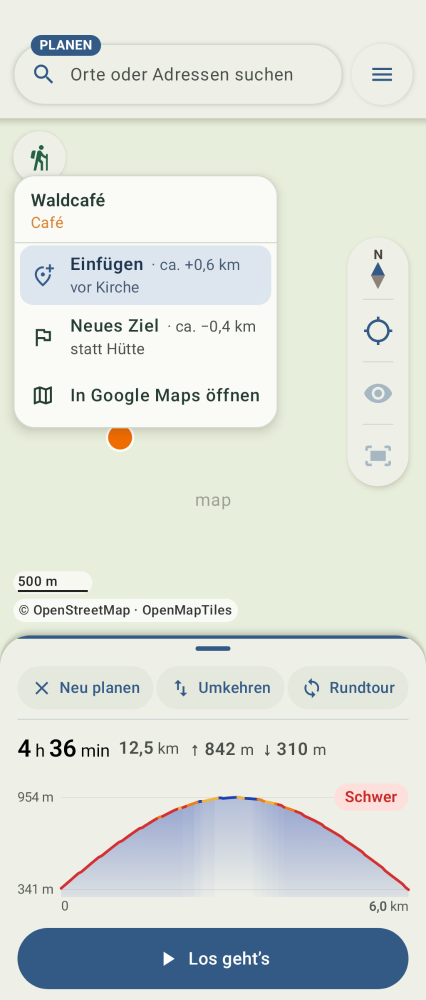 PLANEN
Orte oder Adressen suchen
Waldcafé
Café
Einfügen · ca. +0,6 km
vor Kirche
Neues Ziel · ca. −0,4 km
statt Hütte
In Google Maps öffnen
N
map
500 m
© OpenStreetMap · OpenMapTiles
Neu planen
Umkehren
Rundtour
4 h 36 min 12,5 km ↑ 842 m ↓ 310 m
954 m
Schwer
341 m
0
6,0 km
Los geht's